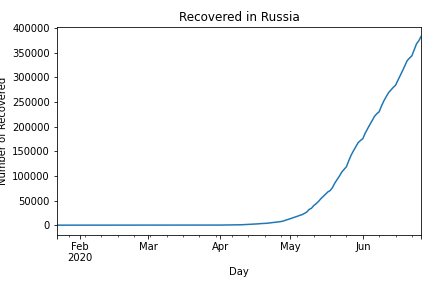 Recovered in Russia
400000
350000
300000
250000
200000
150000
100000
50000
0
Number of Recovered
Feb Mar Apr May Jun
2020
Day